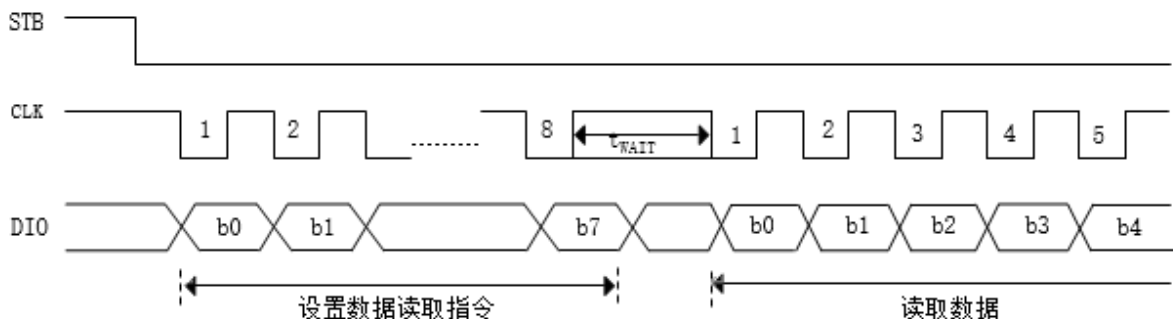 STB
CLK 1 2 ........ 8 tWAIT 1 2 3 4 5
DIO b0 b1 b7 b0 b1 b2 b3 b4
设置数据读取指令 读取数据